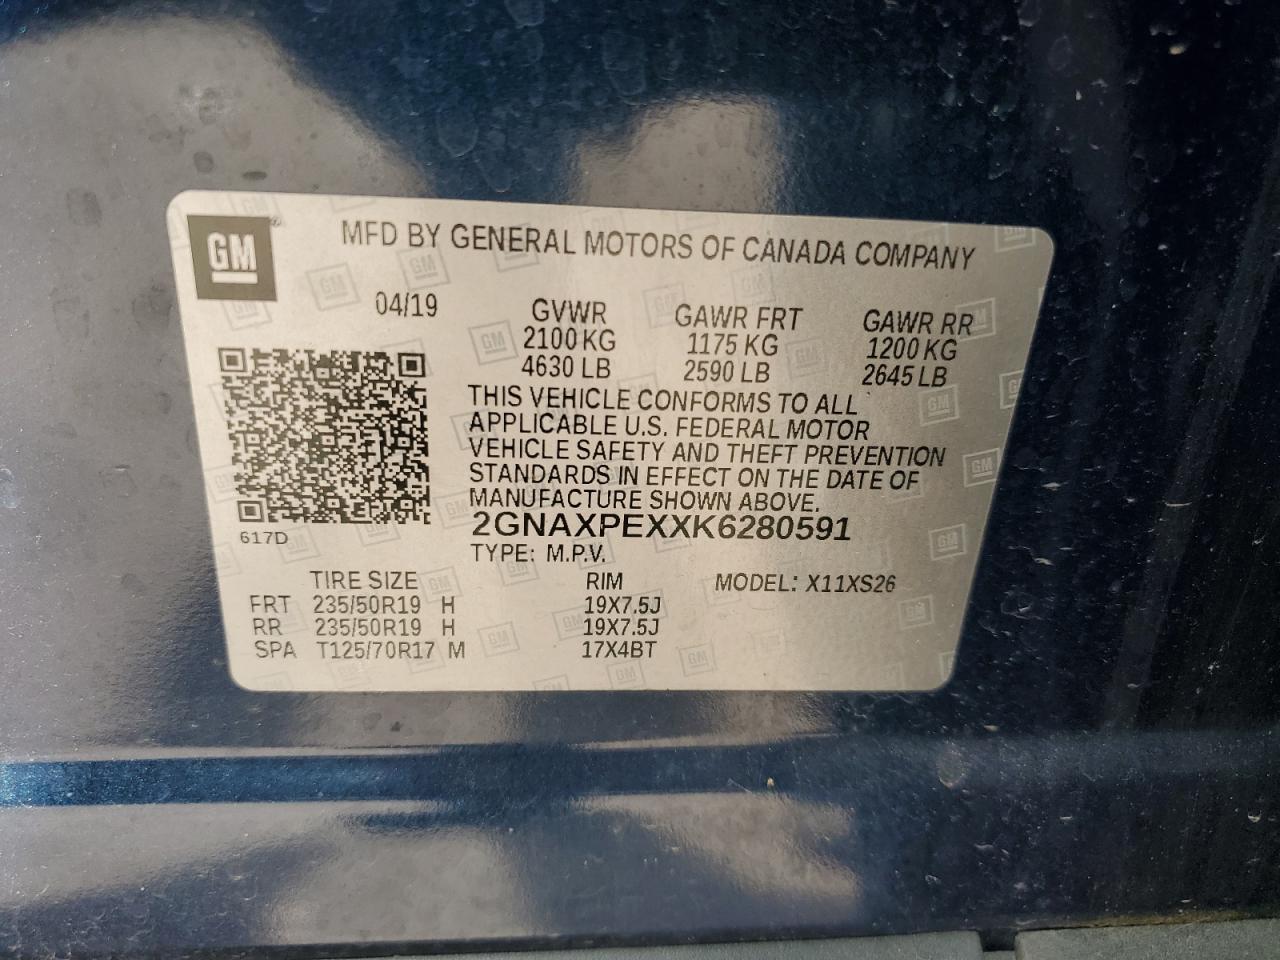 GM
MFD BY GENERAL MOTORS OF CANADA COMPANY
04/19
GVWR GAWR FRT GAWR RR
2100 KG 1175 KG 1200 KG
4630 LB 2590 LB 2645 LB
THIS VEHICLE CONFORMS TO ALL
APPLICABLE U.S. FEDERAL MOTOR
VEHICLE SAFETY AND THEFT PREVENTION
STANDARDS IN EFFECT ON THE DATE OF
MANUFACTURE SHOWN ABOVE.
2GNAXPEXXK6280591
617D
TYPE: M.P.V.
TIRE SIZE RIM MODEL: X11XS26
FRT 235/50R19 H 19X7.5J
RR 235/50R19 H 19X7.5J
SPA T125/70R17 M 17X4BT